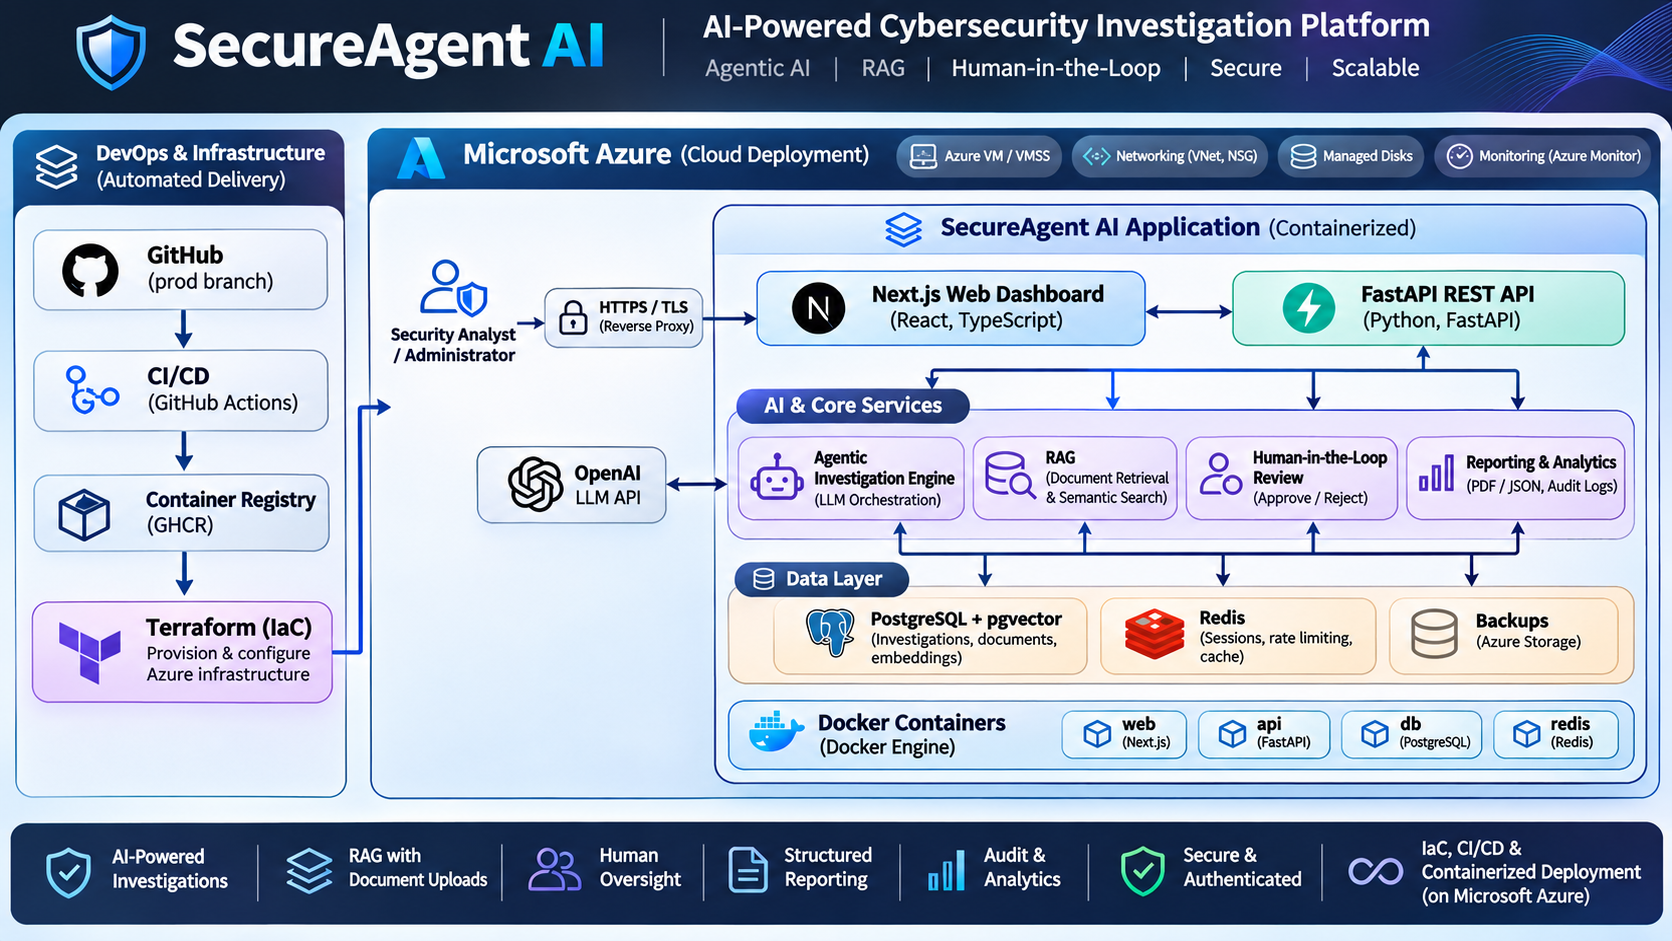 SecureAgent AI
AI-Powered Cybersecurity Investigation Platform
Agentic AI | RAG | Human-in-the-Loop | Secure | Scalable
DevOps & Infrastructure
(Automated Delivery)
GitHub
(prod branch)
CI/CD
(GitHub Actions)
Container Registry
(GHCR)
Terraform (IaC)
Provision & configure
Azure infrastructure
Microsoft Azure (Cloud Deployment)
Azure VM / VMSS
Networking (VNet, NSG)
Managed Disks
Monitoring (Azure Monitor)
Security Analyst
/ Administrator
HTTPS / TLS
(Reverse Proxy)
OpenAI
LLM API
SecureAgent AI Application (Containerized)
N
Next.js Web Dashboard
(React, TypeScript)
FastAPI REST API
(Python, FastAPI)
AI & Core Services
Agentic
Investigation Engine
(LLM Orchestration)
RAG
(Document Retrieval
& Semantic Search)
Human-in-the-Loop
Review
(Approve / Reject)
Reporting & Analytics
(PDF / JSON, Audit Logs)
Data Layer
PostgreSQL + pgvector
(Investigations, documents,
embeddings)
Redis
(Sessions, rate limiting,
cache)
Backups
(Azure Storage)
Docker Containers
(Docker Engine)
web
(Next.js)
api
(FastAPI)
db
(PostgreSQL)
redis
(Redis)
AI-Powered
Investigations
RAG with
Document Uploads
Human
Oversight
Structured
Reporting
Audit &
Analytics
Secure &
Authenticated
IaC, CI/CD &
Containerized Deployment
(on Microsoft Azure)